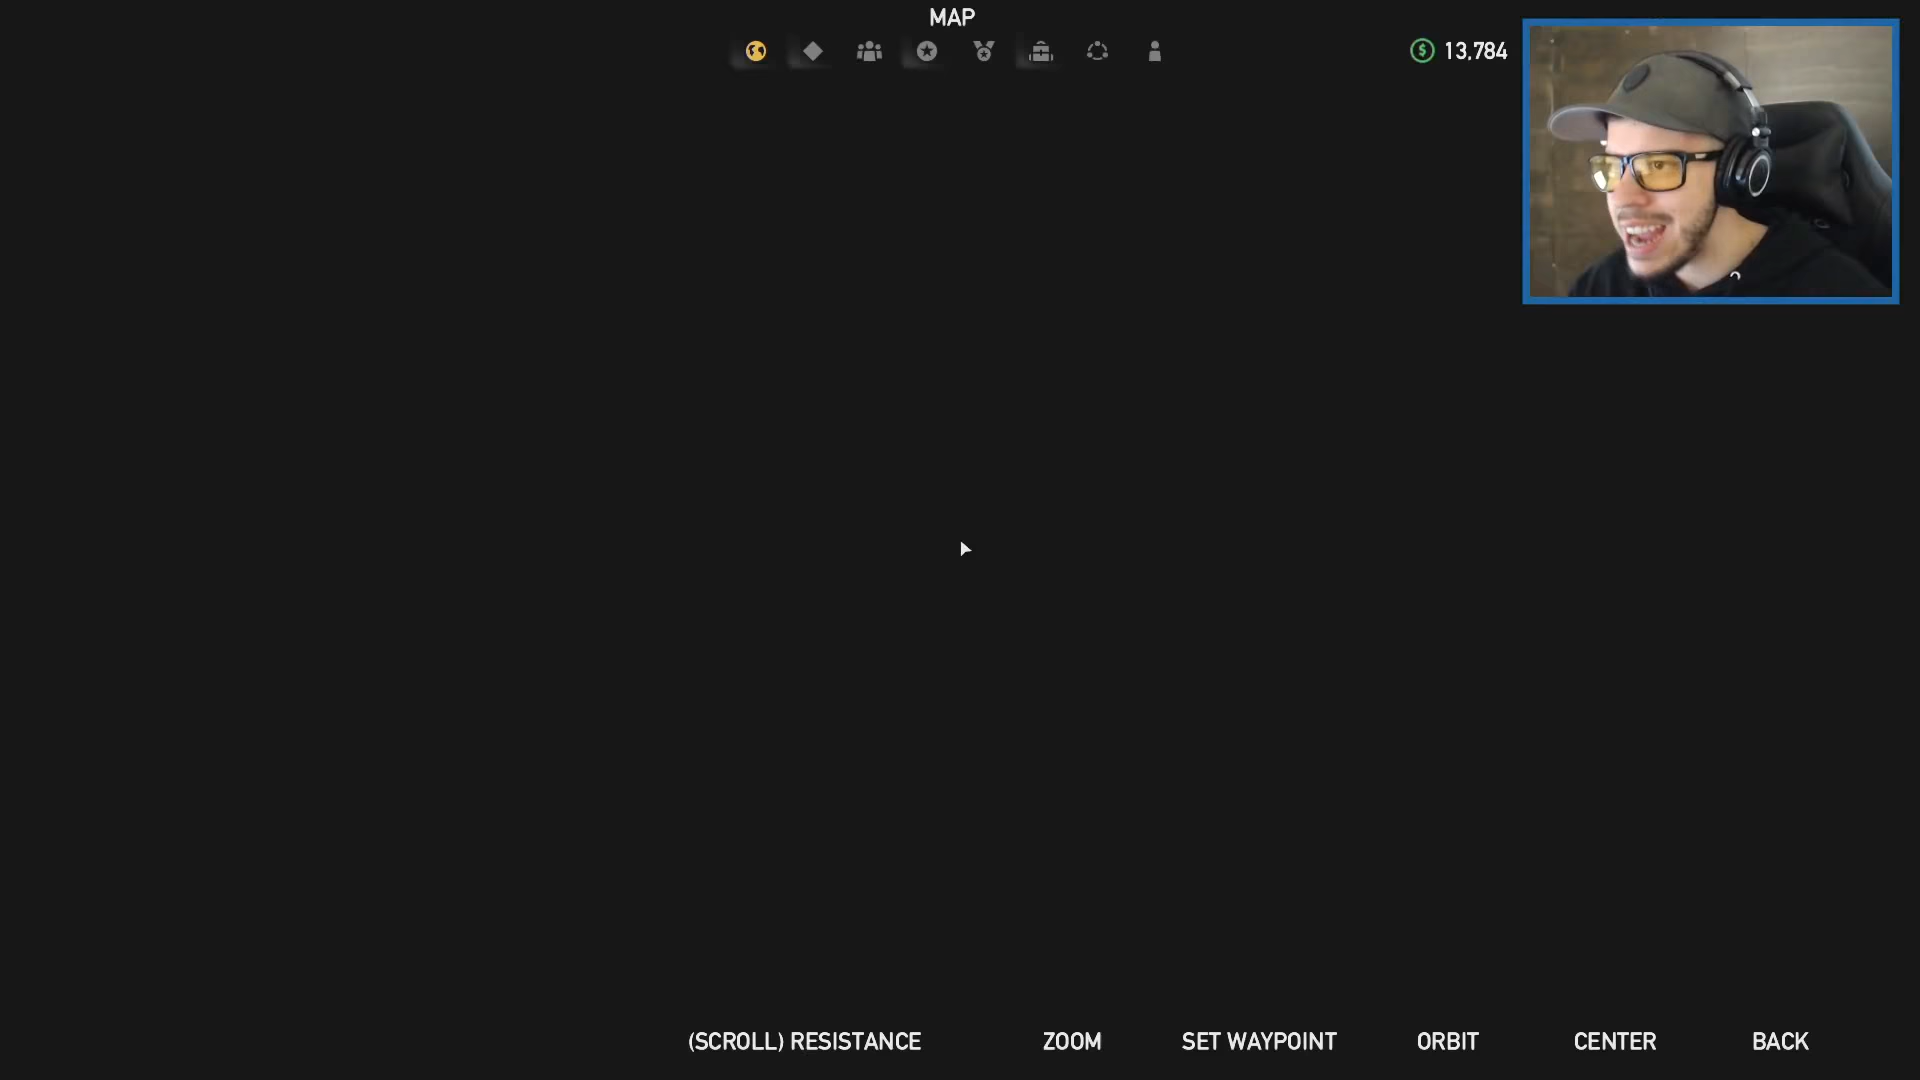 MAP
13,784
(SCROLL) RESISTANCE ZOOM SET WAYPOINT ORBIT CENTER BACK